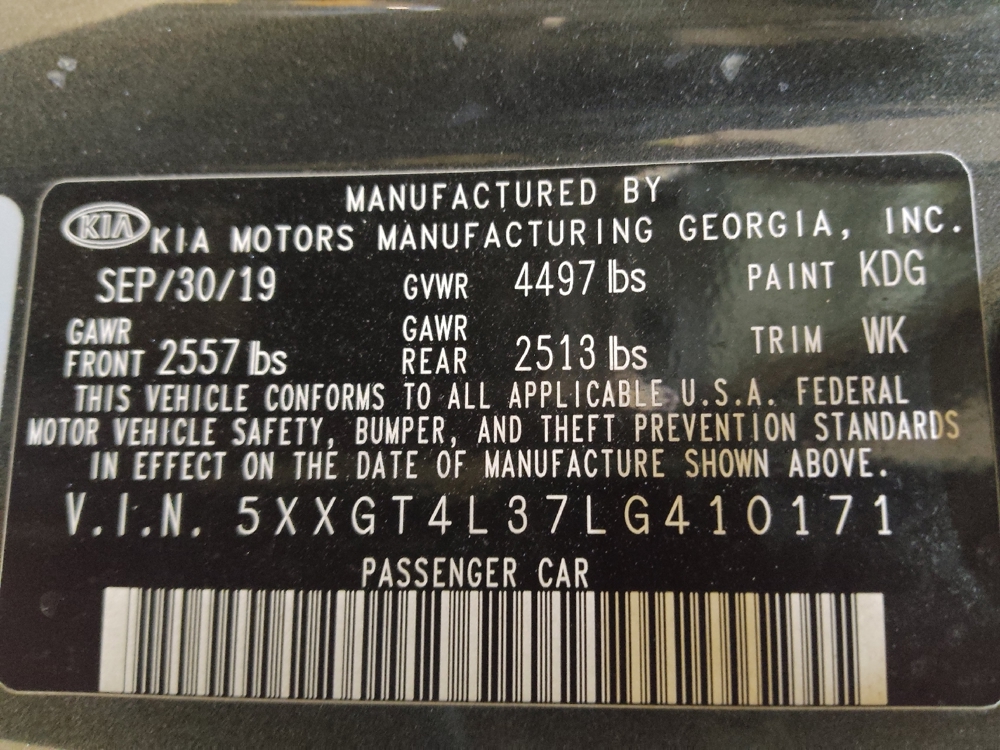 MANUFACTURED BY
KIA KIA MOTORS MANUFACTURING GEORGIA, INC.
SEP/30/19 GVWR 4497 lbs PAINT KDG
GAWR FRONT 2557 lbs GAWR REAR 2513 lbs TRIM WK
THIS VEHICLE CONFORMS TO ALL APPLICABLE U.S.A. FEDERAL
MOTOR VEHICLE SAFETY, BUMPER, AND THEFT PREVENTION STANDARDS
IN EFFECT ON THE DATE OF MANUFACTURE SHOWN ABOVE.
V.I.N. 5XXGT4L37LG410171
PASSENGER CAR